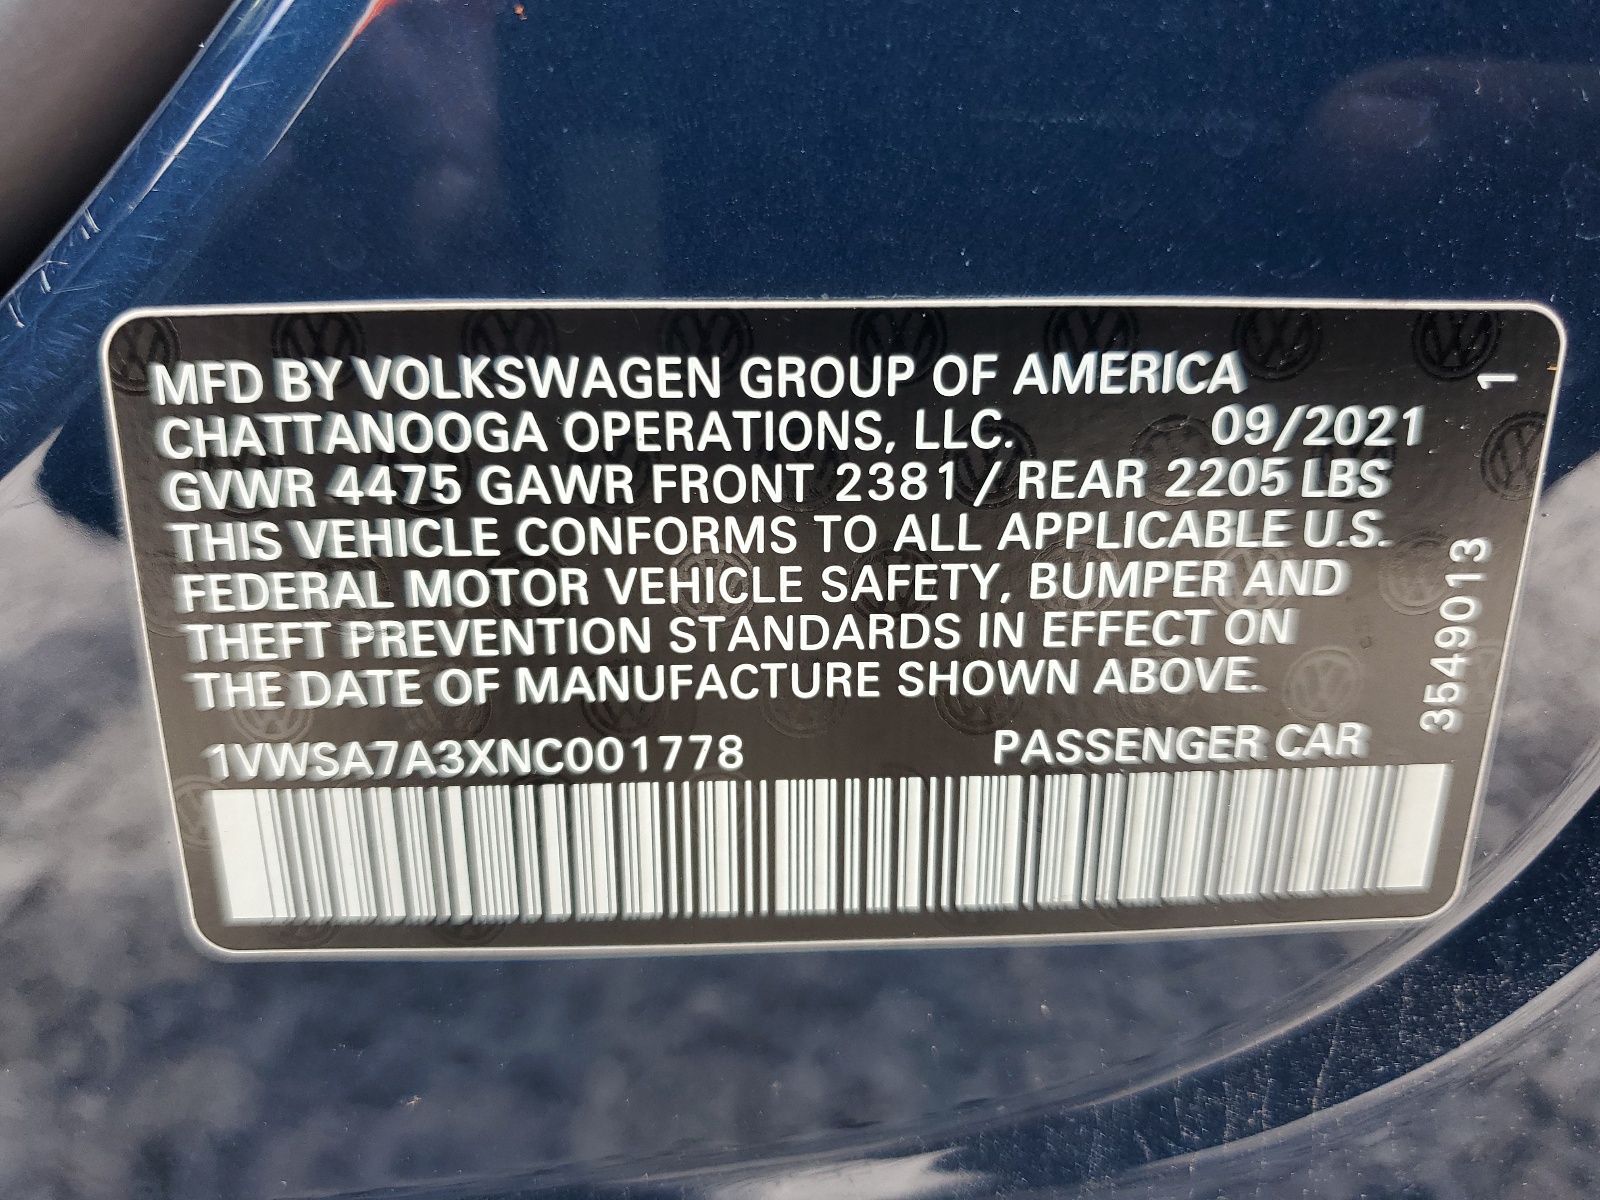 MFD BY VOLKSWAGEN GROUP OF AMERICA
CHATTANOOGA OPERATIONS, LLC. 09/2021
GVWR 4475 GAWR FRONT 2381 / REAR 2205 LBS
THIS VEHICLE CONFORMS TO ALL APPLICABLE U.S.
FEDERAL MOTOR VEHICLE SAFETY, BUMPER AND
THEFT PREVENTION STANDARDS IN EFFECT ON
THE DATE OF MANUFACTURE SHOWN ABOVE.
1VWSA7A3XNC001778 PASSENGER CAR
3549013 1